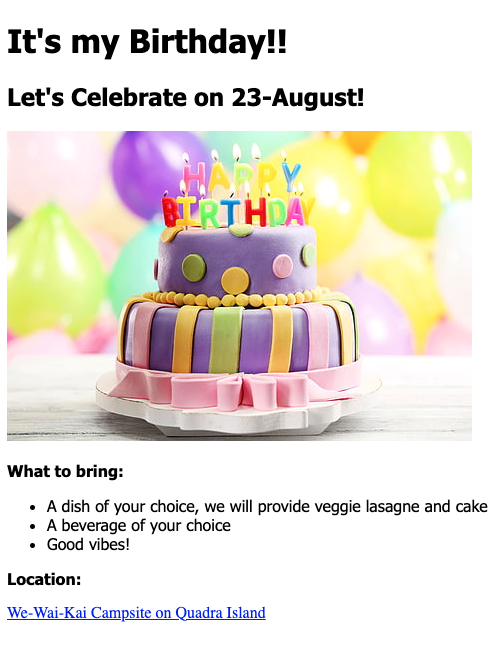 It's my Birthday!!
Let's Celebrate on 23-August!
HAPPY
BIRTHDAY
What to bring:
A dish of your choice, we will provide veggie lasagne and cake
A beverage of your choice
Good vibes!
Location:
We-Wai-Kai Campsite on Quadra Island